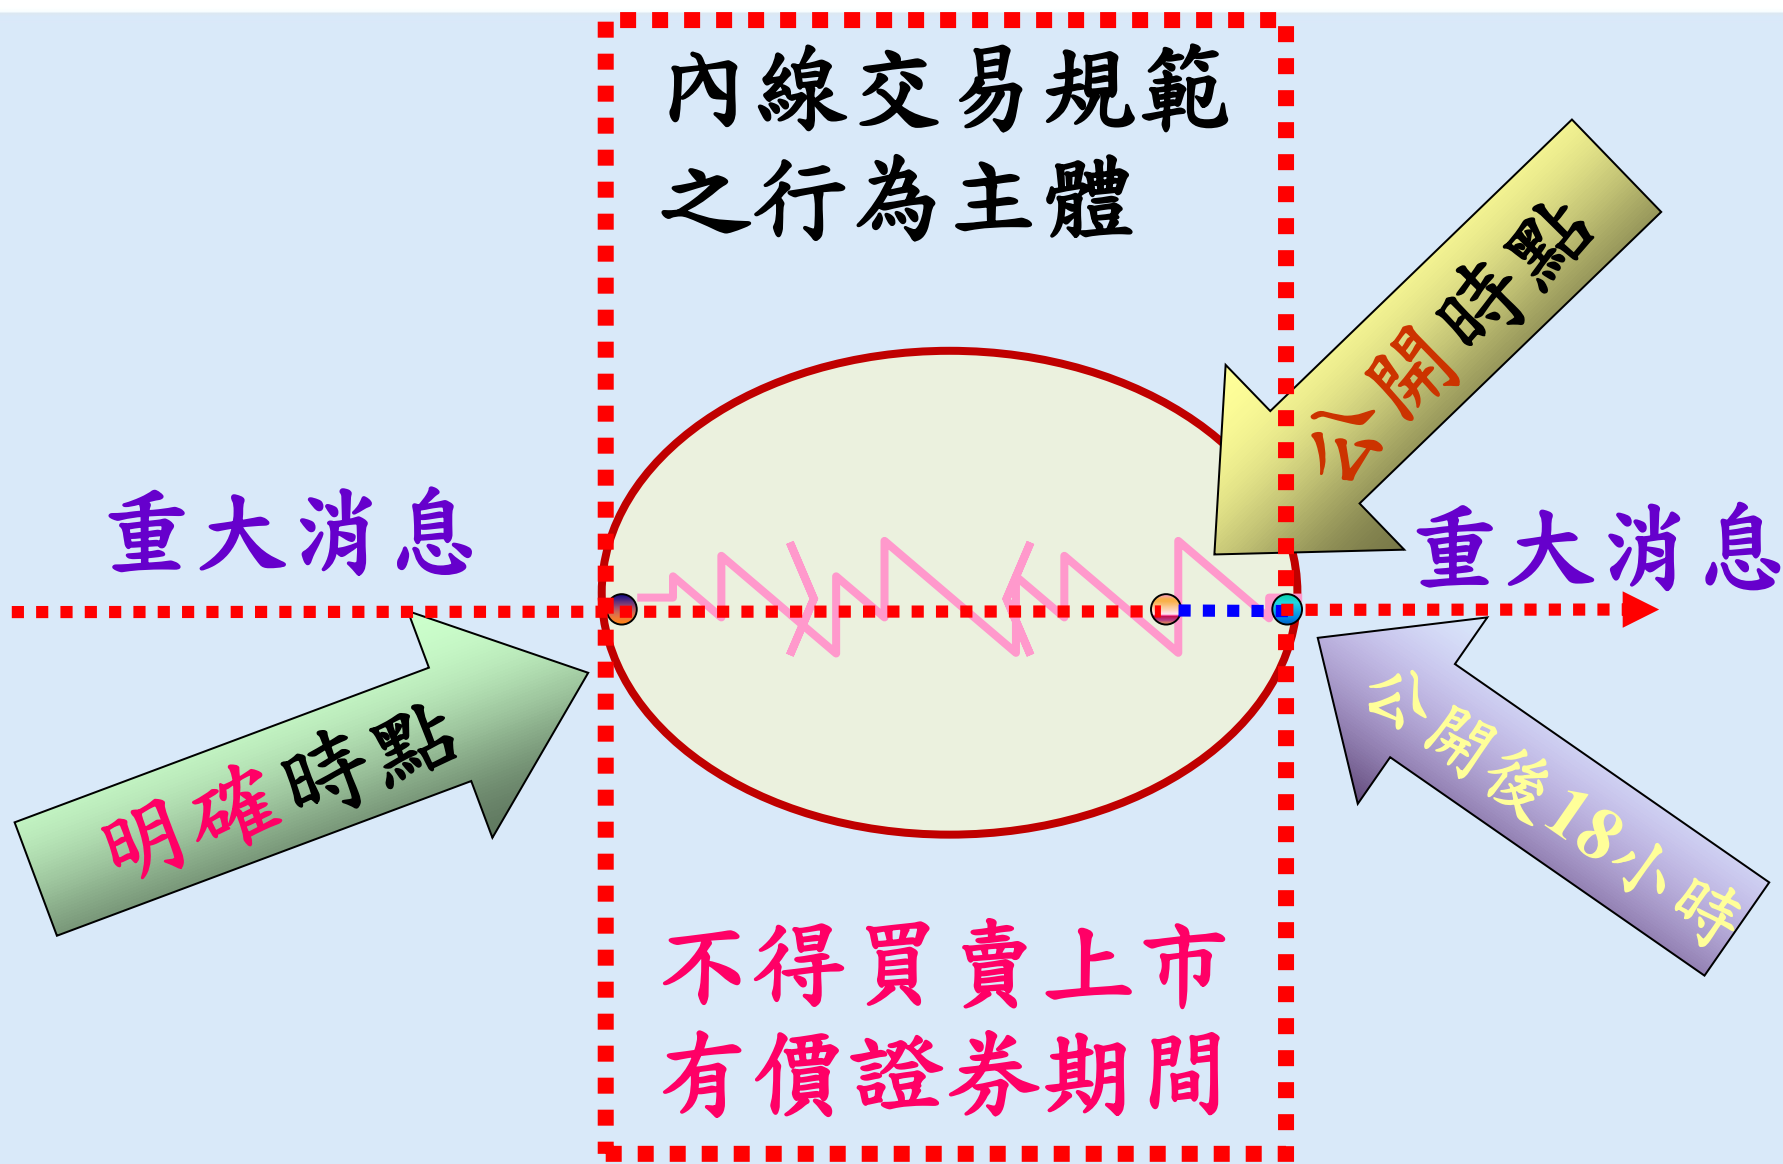 內線交易規範
之行為主體
公開時點
重大消息
重大消息
明確時點
公開後18小時
不得買賣上市
有價證券期間